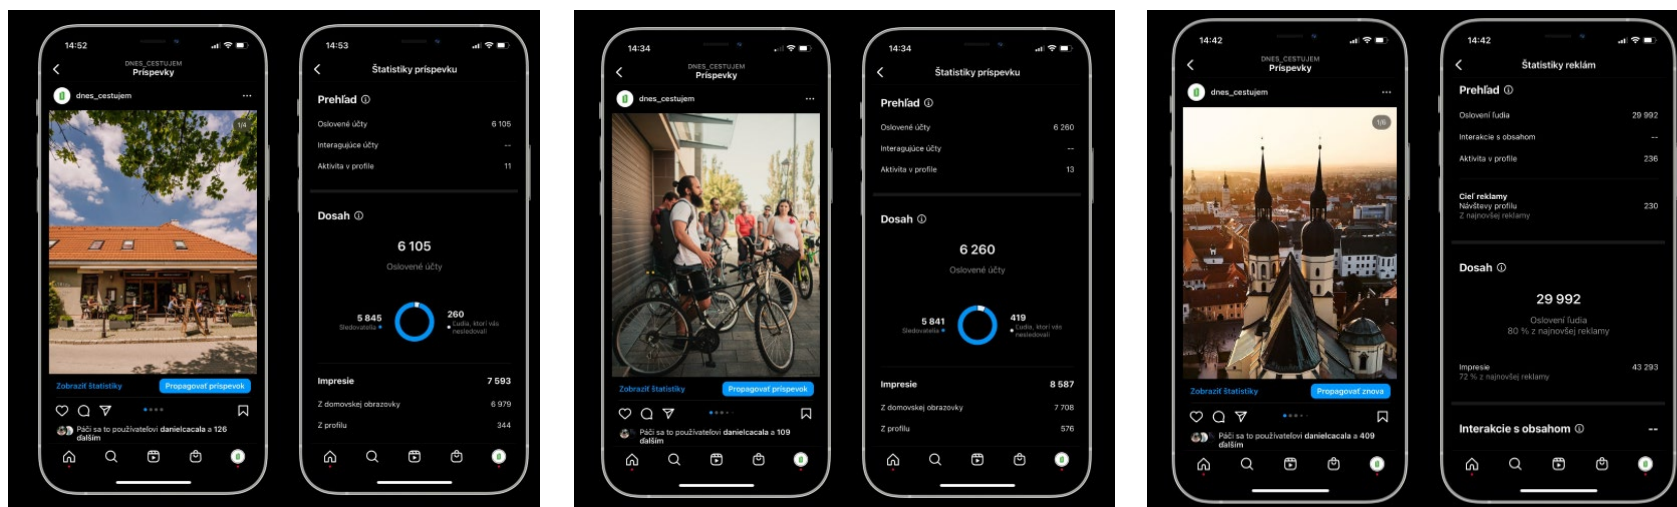 14:52
DNES_CESTUJEM
Príspevky
dnes_cestujem
1/4
Zobraziť štatistiky
Propagovať príspevok
Páči sa to používateľovi danielcacala a 126
ďalším
14:53
Štatistiky príspevku
Prehľad
Oslovené účty 6 105
Interagujúce účty --
Aktivita v profile 11
Dosah
6 105
Oslovené účty
5 845
Sledovatelia
260
Ľudia, ktorí vás
nesledovali
Impresie 7 593
Z domovskej obrazovky 6 979
Z profilu 344
14:34
DNES_CESTUJEM
Príspevky
dnes_cestujem
Zobraziť štatistiky
Propagovať príspevok
Páči sa to používateľovi danielcacala a 109
ďalším
14:34
Štatistiky príspevku
Prehľad
Oslovené účty 6 260
Interagujúce účty --
Aktivita v profile 13
Dosah
6 260
Oslovené účty
5 841
Sledovatelia
419
Ľudia, ktorí vás
nesledovali
Impresie 8 587
Z domovskej obrazovky 7 708
Z profilu 576
14:42
DNES_CESTUJEM
Príspevky
dnes_cestujem
Zobraziť štatistiky
Propagovať znova
Páči sa to používateľovi danielcacala a 409
ďalším
14:42
Štatistiky reklám
Prehľad
Oslovení ľudia 29 992
Interakcie s obsahom --
Aktivita v profile 236
Cieľ reklamy
Návštevy profilu 230
Z najnovšej reklamy
Dosah
29 992
Oslovení ľudia
80 % z najnovšej reklamy
Impresie 43 293
72 % z najnovšej reklamy
Interakcie s obsahom --